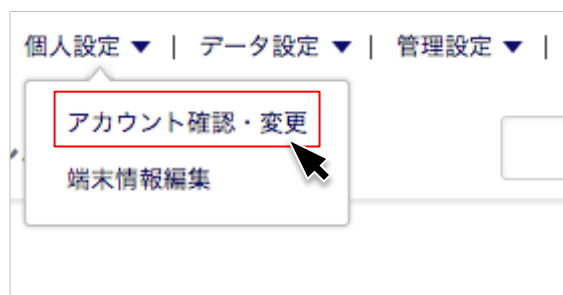 個人設定 ▼ | データ設定 ▼ | 管理設定 ▼ |
アカウント確認・変更
端末情報編集